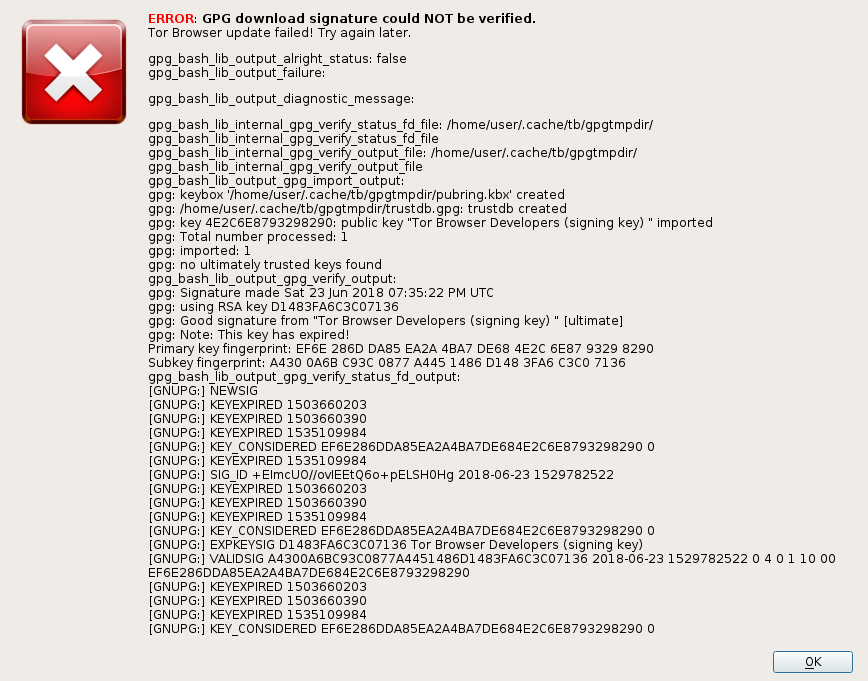 ERROR: GPG download signature could NOT be verified.
Tor Browser update failed! Try again later.
gpg_bash_lib_output_alright_status: false
gpg_bash_lib_output_failure:
gpg_bash_lib_output_diagnostic_message:
gpg_bash_lib_internal_gpg_verify_status_fd_file: /home/user/.cache/tb/gpgtmpdir/
gpg_bash_lib_internal_gpg_verify_status_fd_file
gpg_bash_lib_internal_gpg_verify_output_file: /home/user/.cache/tb/gpgtmpdir/
gpg_bash_lib_internal_gpg_verify_output_file
gpg_bash_lib_output_gpg_import_output:
gpg: keybox '/home/user/.cache/tb/gpgtmpdir/pubring.kbx' created
gpg: /home/user/.cache/tb/gpgtmpdir/trustdb.gpg: trustdb created
gpg: key 4E2C6E8793298290: public key "Tor Browser Developers (signing key) " imported
gpg: Total number processed: 1
gpg: imported: 1
gpg: no ultimately trusted keys found
gpg_bash_lib_output_gpg_verify_output:
gpg: Signature made Sat 23 Jun 2018 07:35:22 PM UTC
gpg: using RSA key D1483FA6C3C07136
gpg: Good signature from "Tor Browser Developers (signing key) " [ultimate]
gpg: Note: This key has expired!
Primary key fingerprint: EF6E 286D DA85 EA2A 4BA7 DE68 4E2C 6E87 9329 8290
Subkey fingerprint: A430 0A6B C93C 0877 A445 1486 D148 3FA6 C3C0 7136
gpg_bash_lib_output_gpg_verify_status_fd_output:
[GNUPG:] NEWSIG
[GNUPG:] KEYEXPIRED 1503660203
[GNUPG:] KEYEXPIRED 1503660390
[GNUPG:] KEYEXPIRED 1535109984
[GNUPG:] KEY_CONSIDERED EF6E286DDA85EA2A4BA7DE684E2C6E8793298290 0
[GNUPG:] KEYEXPIRED 1535109984
[GNUPG:] SIG_ID +EImcUO//ovIEEtQ6o+pELSH0Hg 2018-06-23 1529782522
[GNUPG:] KEYEXPIRED 1503660203
[GNUPG:] KEYEXPIRED 1503660390
[GNUPG:] KEYEXPIRED 1535109984
[GNUPG:] KEY_CONSIDERED EF6E286DDA85EA2A4BA7DE684E2C6E8793298290 0
[GNUPG:] EXPKEYSIG D1483FA6C3C07136 Tor Browser Developers (signing key)
[GNUPG:] VALIDSIG A4300A6BC93C0877A4451486D1483FA6C3C07136 2018-06-23 1529782522 0 4 0 1 10 00
EF6E286DDA85EA2A4BA7DE684E2C6E8793298290
[GNUPG:] KEYEXPIRED 1503660203
[GNUPG:] KEYEXPIRED 1503660390
[GNUPG:] KEYEXPIRED 1535109984
[GNUPG:] KEY_CONSIDERED EF6E286DDA85EA2A4BA7DE684E2C6E8793298290 0
OK